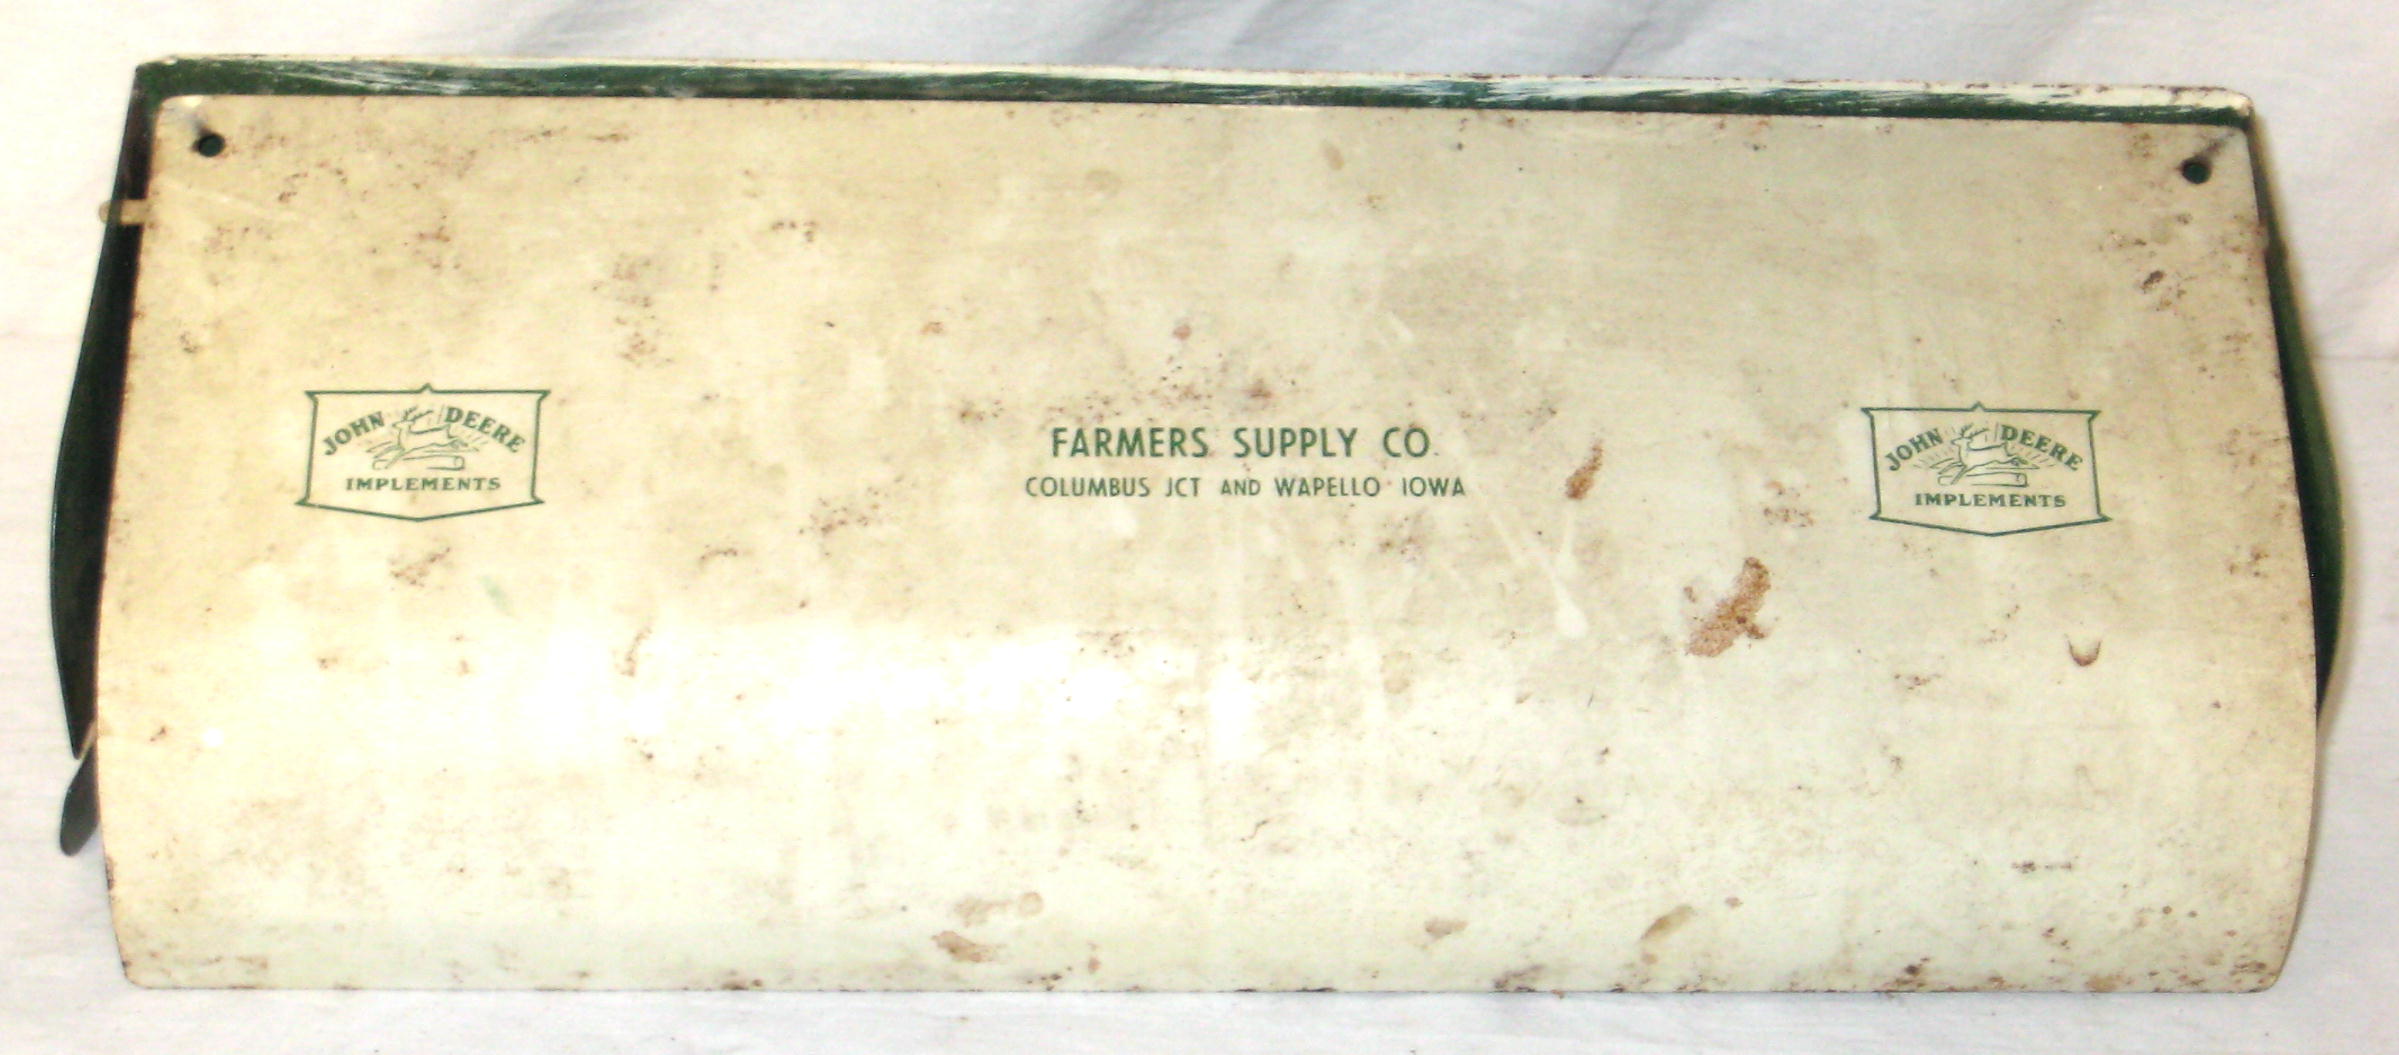 JOHN DEERE
IMPLEMENTS
FARMERS SUPPLY CO.
COLUMBUS JCT AND WAPELLO IOWA
JOHN DEERE
IMPLEMENTS